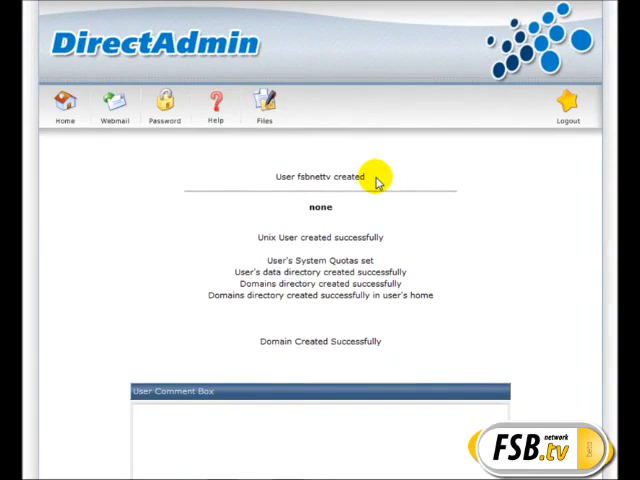 DirectAdmin
Home
Webmail
Password
Help
Files
Logout
User fsbnettv created
none
Unix User created successfully
User's System Quotas set
User's data directory created successfully
Domains directory created successfully
Domains directory created successfully in user's home
Domain Created Successfully
User Comment Box
FSB network .tv
beta